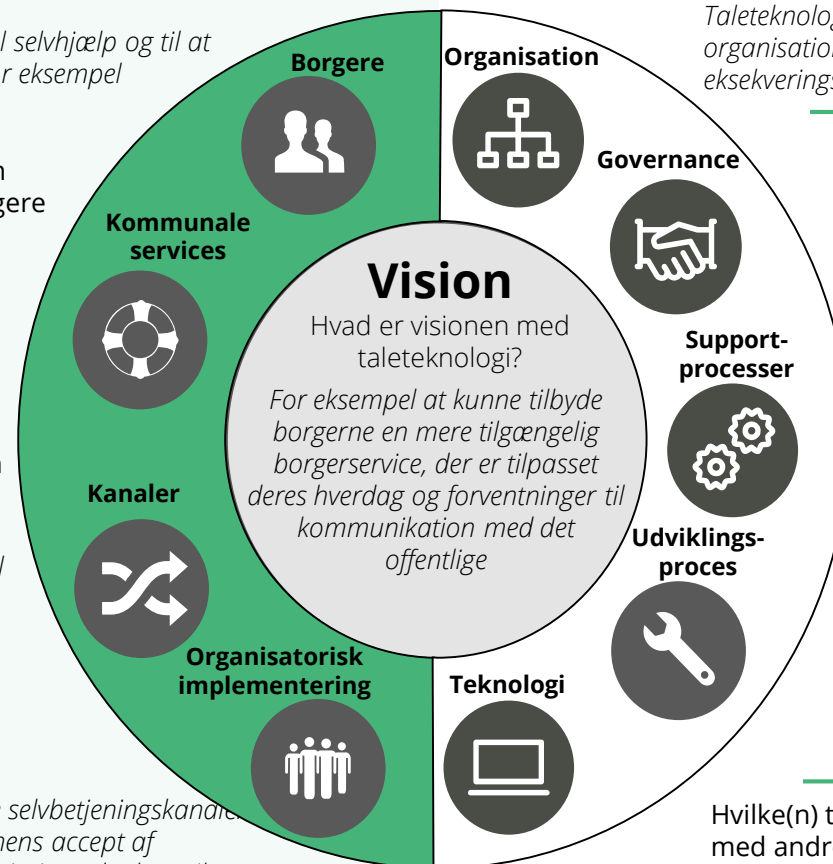 l selvhjælp og til at
r eksempel
gere
Taleteknolog
organisation
eksekverings
Borgere
Organisation
Governance
Kommunale
services
Support-
processer
Kanaler
Udviklings-
proces
Organisatorisk
implementering
Teknologi
Vision
Hvad er visionen med
taleteknologi?
For eksempel at kunne tilbyde
borgerne en mere tilgængelig
borgerservice, der er tilpasset
deres hverdag og forventninger til
kommunikation med det
offentlige
selvbetjeningskanale
nens accept af
Hvilke(n) t
med andr